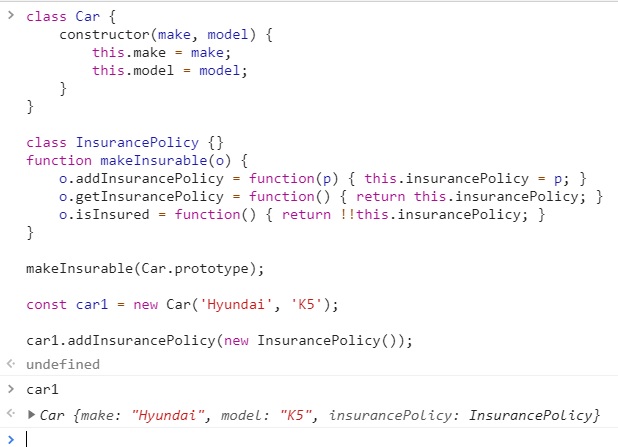 > class Car {
    constructor(make, model) {
        this.make = make;
        this.model = model;
    }
}

class InsurancePolicy {}
function makeInsurable(o) {
    o.addInsurancePolicy = function(p) { this.insurancePolicy = p; }
    o.getInsurancePolicy = function() { return this.insurancePolicy; }
    o.isInsured = function() { return !!this.insurancePolicy; }
}

makeInsurable(Car.prototype);

const car1 = new Car('Hyundai', 'K5');

car1.addInsurancePolicy(new InsurancePolicy());
undefined
> car1
Car {make: "Hyundai", model: "K5", insurancePolicy: InsurancePolicy}
>